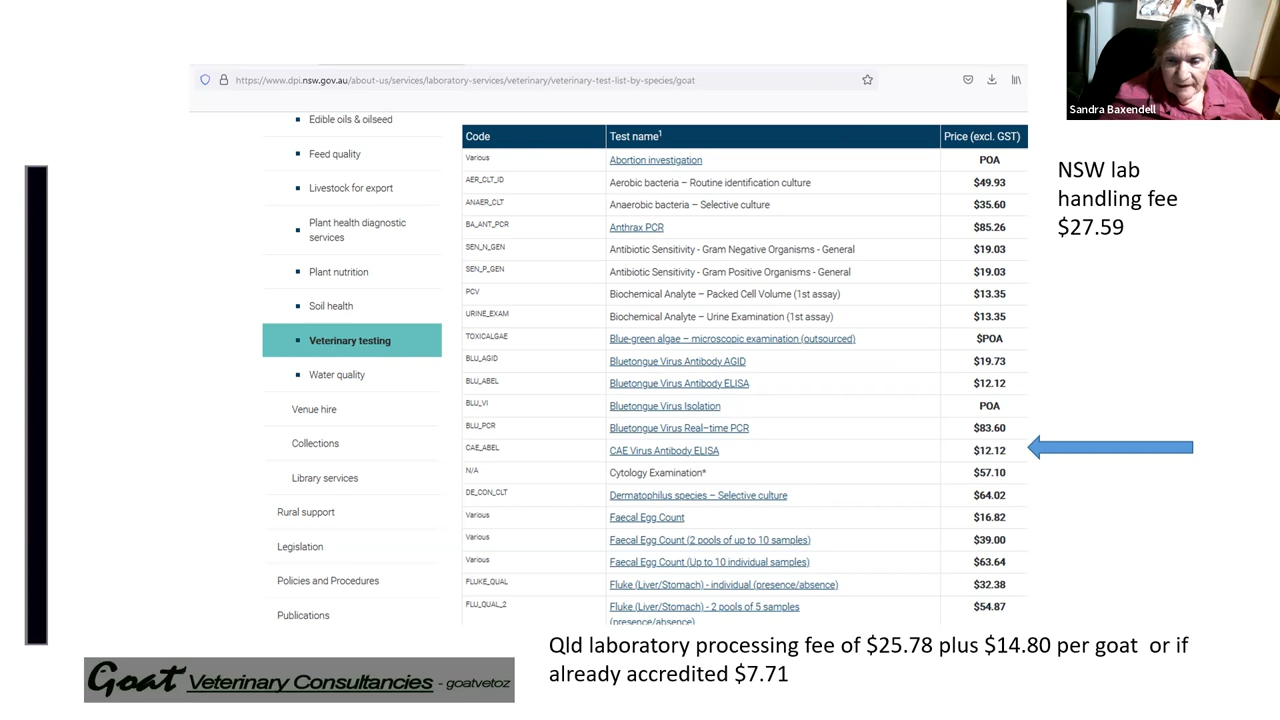 https://www.dpi.nsw.gov.au/about-us/services/laboratory-services/veterinary/veterinary-test-list-by-species/goat
Sandra Baxendell
NSW lab
handling fee
$27.59
Edible oils & oilseed
Feed quality
Livestock for export
Plant health diagnostic
services
Plant nutrition
Soil health
Veterinary testing
Water quality
Venue hire
Collections
Library services
Rural support
Legislation
Policies and Procedures
Publications
Code Test name1 Price (excl. GST)
Various Abortion investigation POA
AER_CLT_ID Aerobic bacteria – Routine identification culture $49.93
ANAER_CLT Anaerobic bacteria – Selective culture $35.60
BA_ANT_PCR Anthrax PCR $85.26
SEN_N_GEN Antibiotic Sensitivity - Gram Negative Organisms - General $19.03
SEN_P_GEN Antibiotic Sensitivity - Gram Positive Organisms - General $19.03
PCV Biochemical Analyte – Packed Cell Volume (1st assay) $13.35
URINE_EXAM Biochemical Analyte – Urine Examination (1st assay) $13.35
TOXICALGAE Blue-green algae – microscopic examination (outsourced) $POA
BLU_AGID Bluetongue Virus Antibody AGID $19.73
BLU_ABEL Bluetongue Virus Antibody ELISA $12.12
BLU_VI Bluetongue Virus Isolation POA
BLU_PCR Bluetongue Virus Real–time PCR $83.60
CAE_ABEL CAE Virus Antibody ELISA $12.12
N/A Cytology Examination* $57.10
DE_CON_CLT Dermatophilus species – Selective culture $64.02
Various Faecal Egg Count $16.82
Various Faecal Egg Count (2 pools of up to 10 samples) $39.00
Various Faecal Egg Count (Up to 10 individual samples) $63.64
FLUKE_QUAL Fluke (Liver/Stomach) - individual (presence/absence) $32.38
FLU_QUAL_2 Fluke (Liver/Stomach) - 2 pools of 5 samples $54.87
(presence/absence)
Qld laboratory processing fee of $25.78 plus $14.80 per goat or if
already accredited $7.71
Goat Veterinary Consultancies - goatvetoz